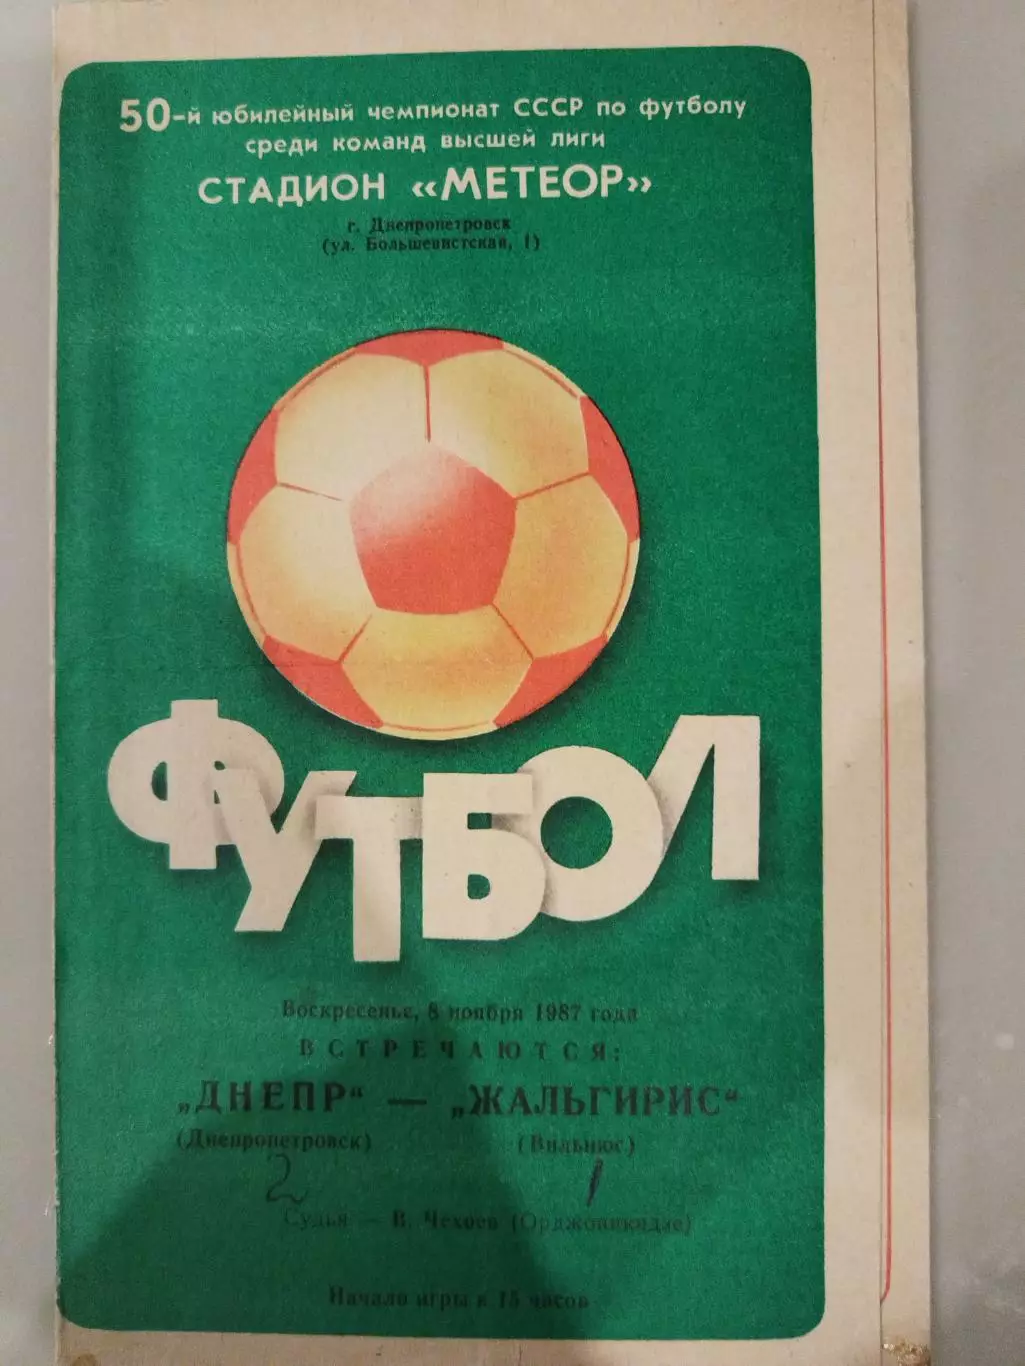 50-й юбилейный чемпионат СССР по футболу
среди команд высшей лиги
СТАДИОН «МЕТЕОР»
г. Днепропетровск
(ул. Большевистская, 1)
ФУТБОЛ
Воскресенье, 8 ноября 1987 года
ВСТРЕЧАЮТСЯ:
„ДНЕПР“ — „ЖАЛЬГИРИС“
(Днепропетровск) (Вильнюс)
2 1
Судья — В. Чехоев (Орджоникидзе)
Начало игры в 15 часов